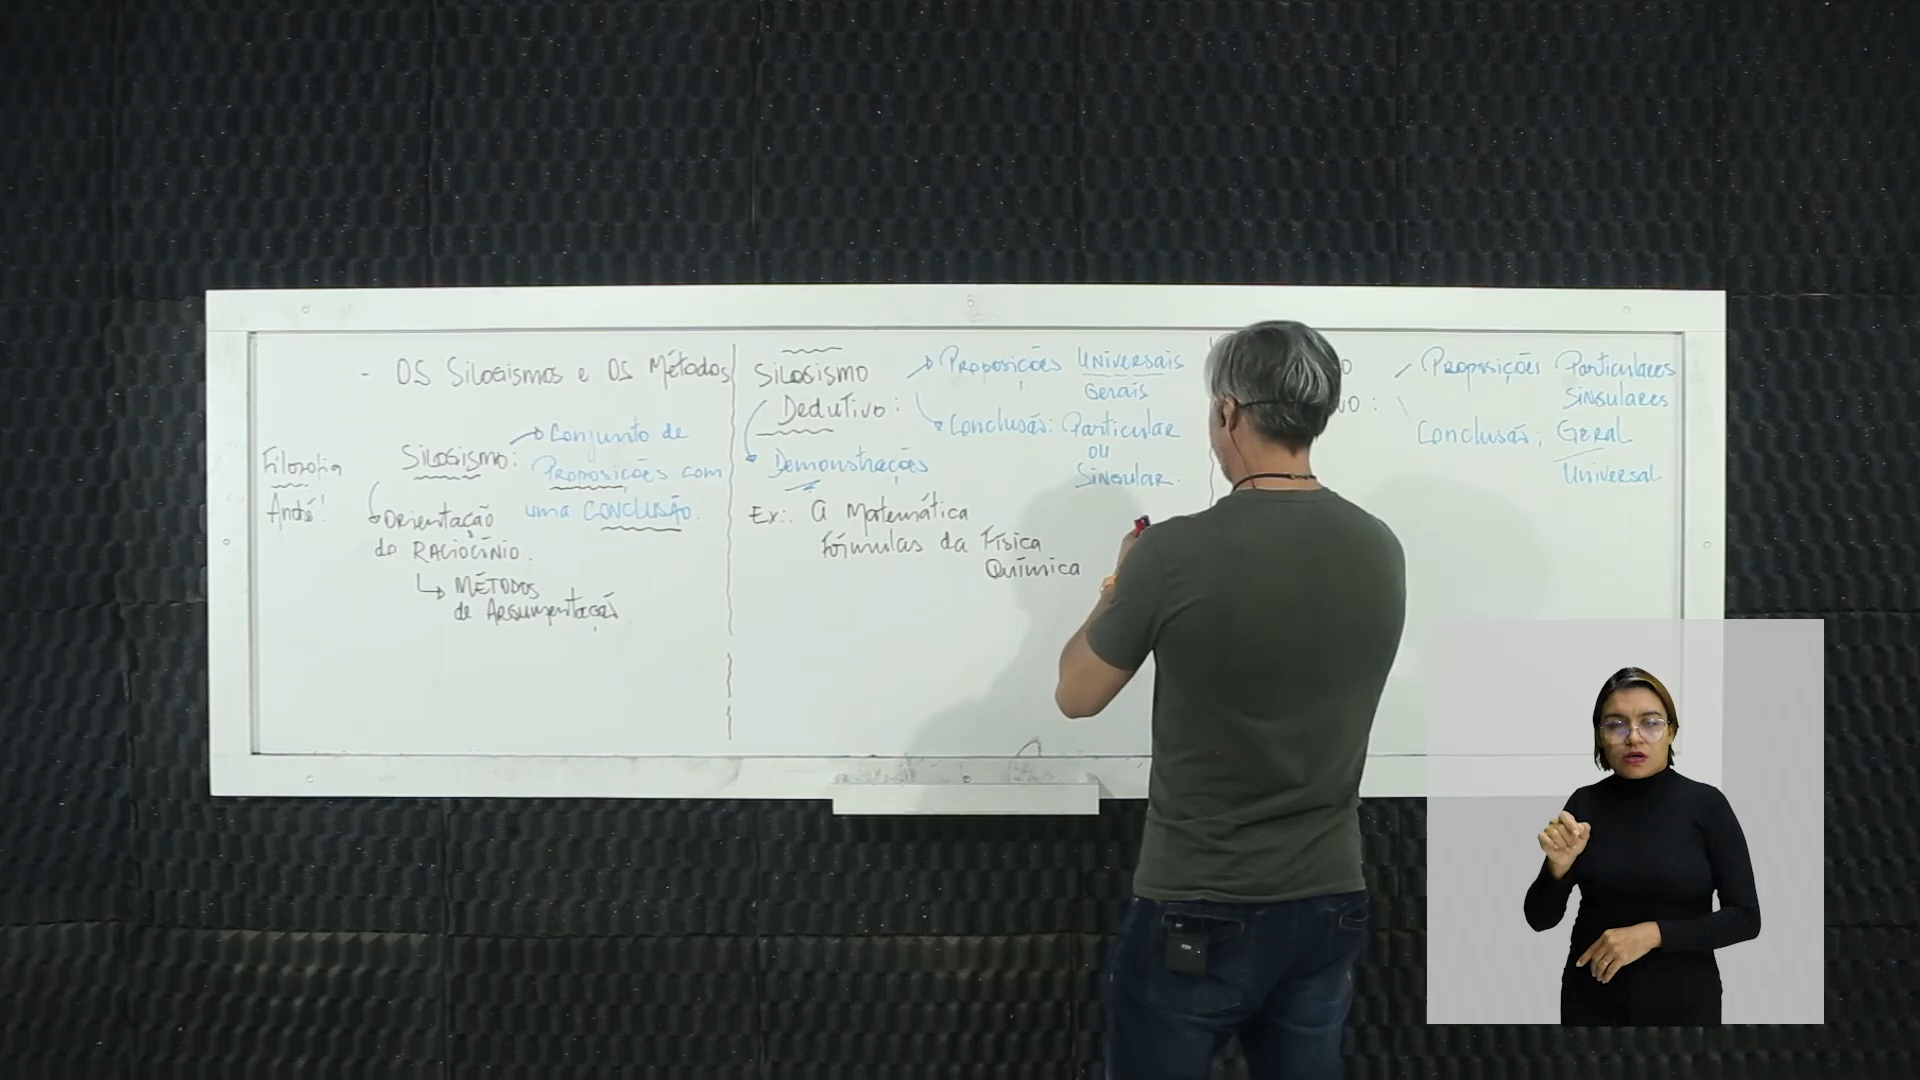 - OS Silogismos e OS Métodos
Filosofia
André!
Silogismo:
Conjunto de
Proposições com
uma CONCLUSÃO.
Orientação
do RACIOCÍNIO.
MÉTODOS
de Argumentação
Silogismo
Dedutivo:
Proposições Universais
Gerais
Conclusão: Particular
ou
Singular.
Demonstrações
Ex.: A Matemática
Fórmulas da Física
Química
O
VO:
Proposições Particulares
Singulares
Conclusão: Geral
Universal